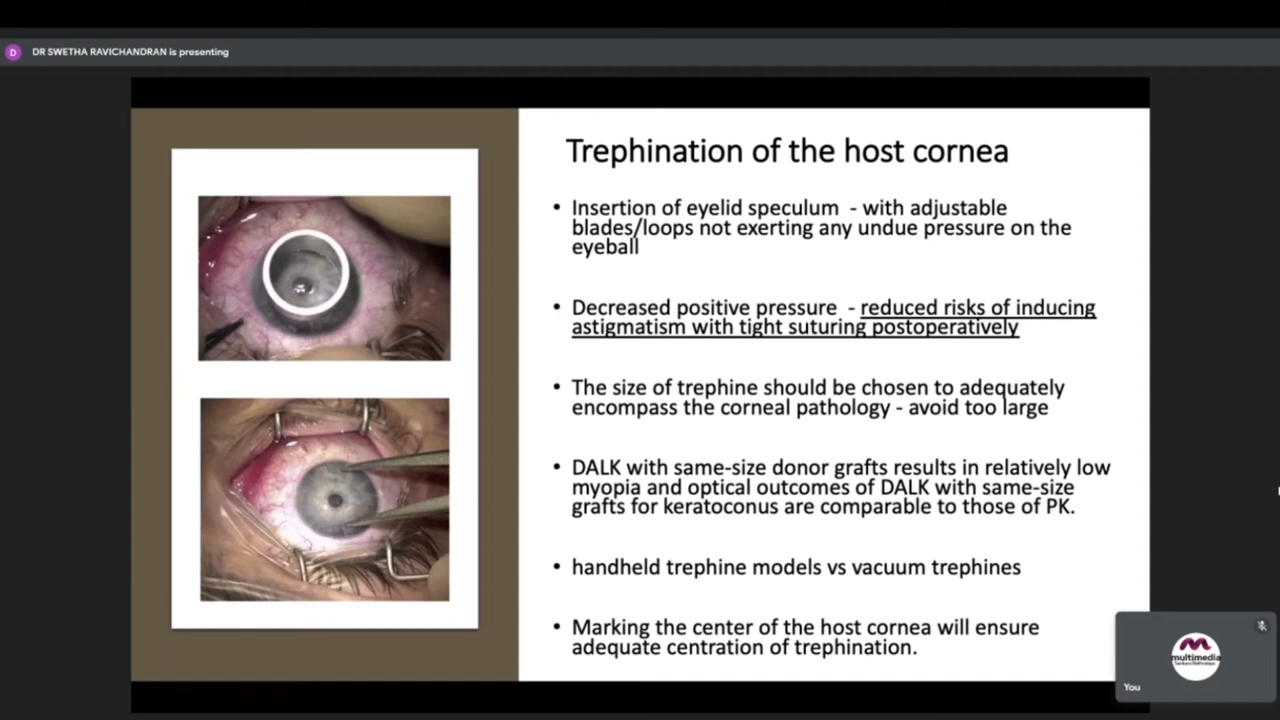 D
DR SWETHA RAVICHANDRAN is presenting
Trephination of the host cornea
• Insertion of eyelid speculum - with adjustable
blades/loops not exerting any undue pressure on the
eyeball
• Decreased positive pressure - reduced risks of inducing
astigmatism with tight suturing postoperatively
• The size of trephine should be chosen to adequately
encompass the corneal pathology - avoid too large
• DALK with same-size donor grafts results in relatively low
myopia and optical outcomes of DALK with same-size
grafts for keratoconus are comparable to those of PK.
• handheld trephine models vs vacuum trephines
• Marking the center of the host cornea will ensure
adequate centration of trephination.
multimedia
You